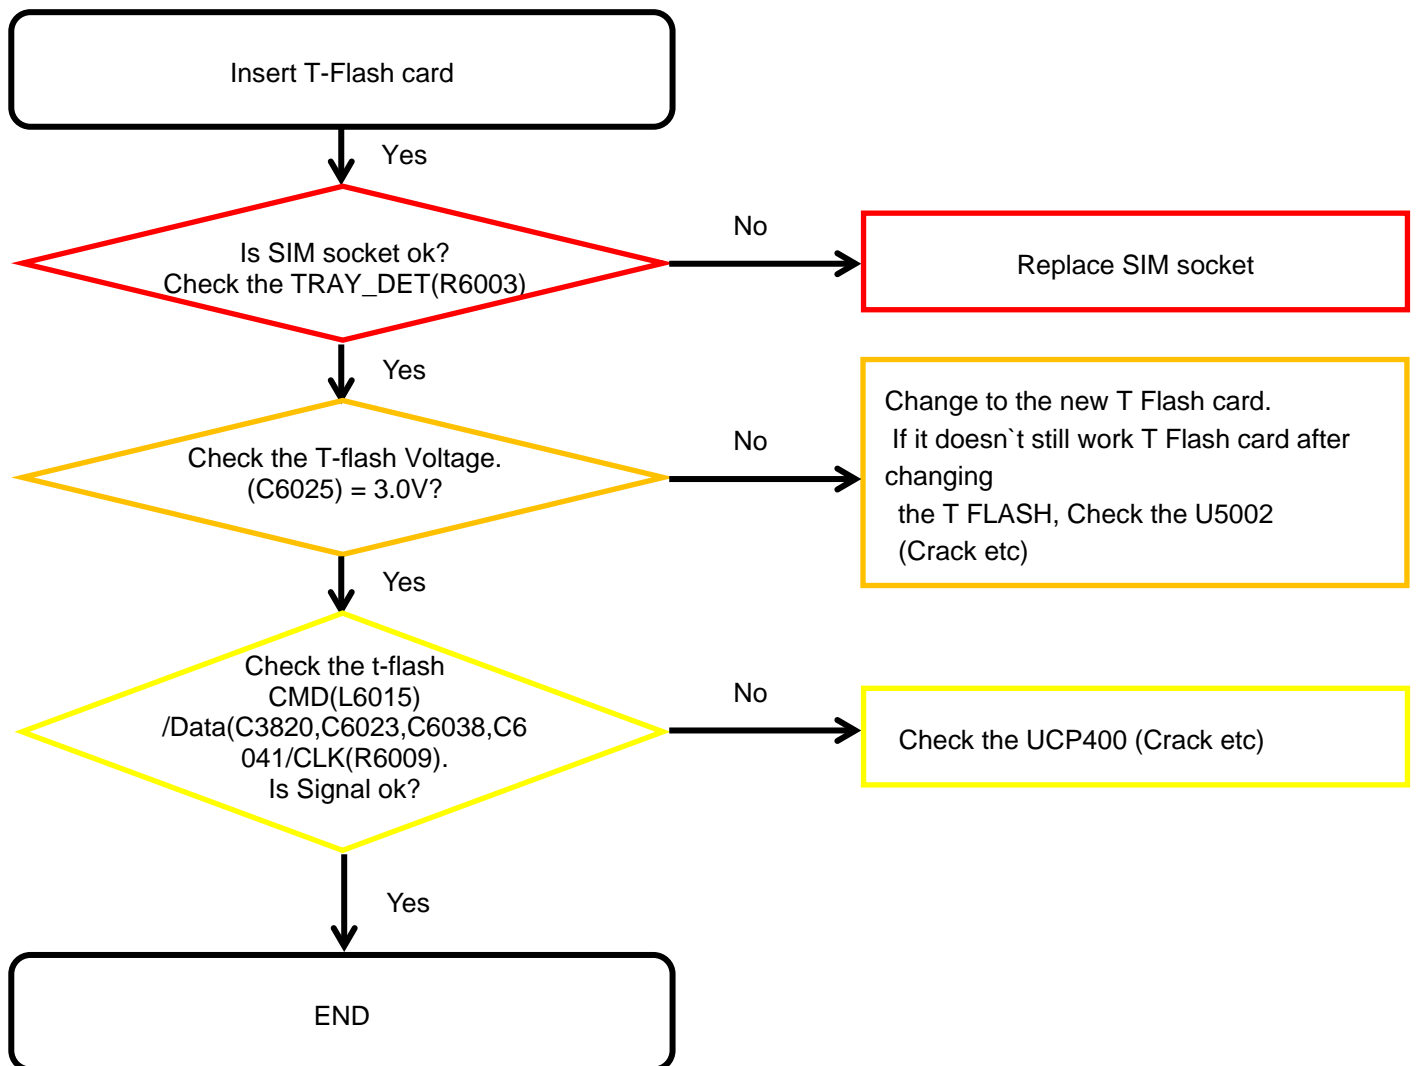 Insert T-Flash card
Yes
Is SIM socket ok?
Check the TRAY_DET(R6003)
No
Replace SIM socket
Yes
Check the T-flash Voltage.
(C6025) = 3.0V?
No
Change to the new T Flash card.
If it doesn`t still work T Flash card after
changing
the T FLASH, Check the U5002
(Crack etc)
Yes
Check the t-flash
CMD(L6015)
/Data(C3820,C6023,C6038,C6
041/CLK(R6009).
Is Signal ok?
No
Check the UCP400 (Crack etc)
Yes
END